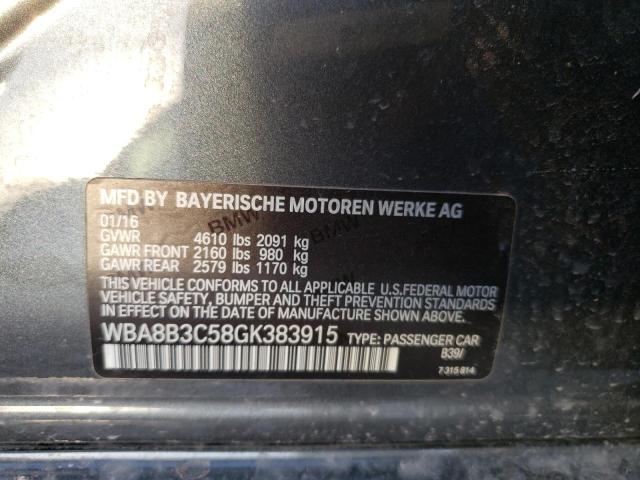 MFD BY BAYERISCHE MOTOREN WERKE AG
01/16
GVWR 4610 lbs 2091 kg
GAWR FRONT 2160 lbs 980 kg
GAWR REAR 2579 lbs 1170 kg
THIS VEHICLE CONFORMS TO ALL APPLICABLE U.S.FEDERAL MOTOR
VEHICLE SAFETY, BUMPER AND THEFT PREVENTION STANDARDS
IN EFFECT ON THE DATE OF MANUFACTURE SHOWN ABOVE.
WBA8B3C58GK383915 TYPE: PASSENGER CAR
B39/
7 315 814
BMW
BMW